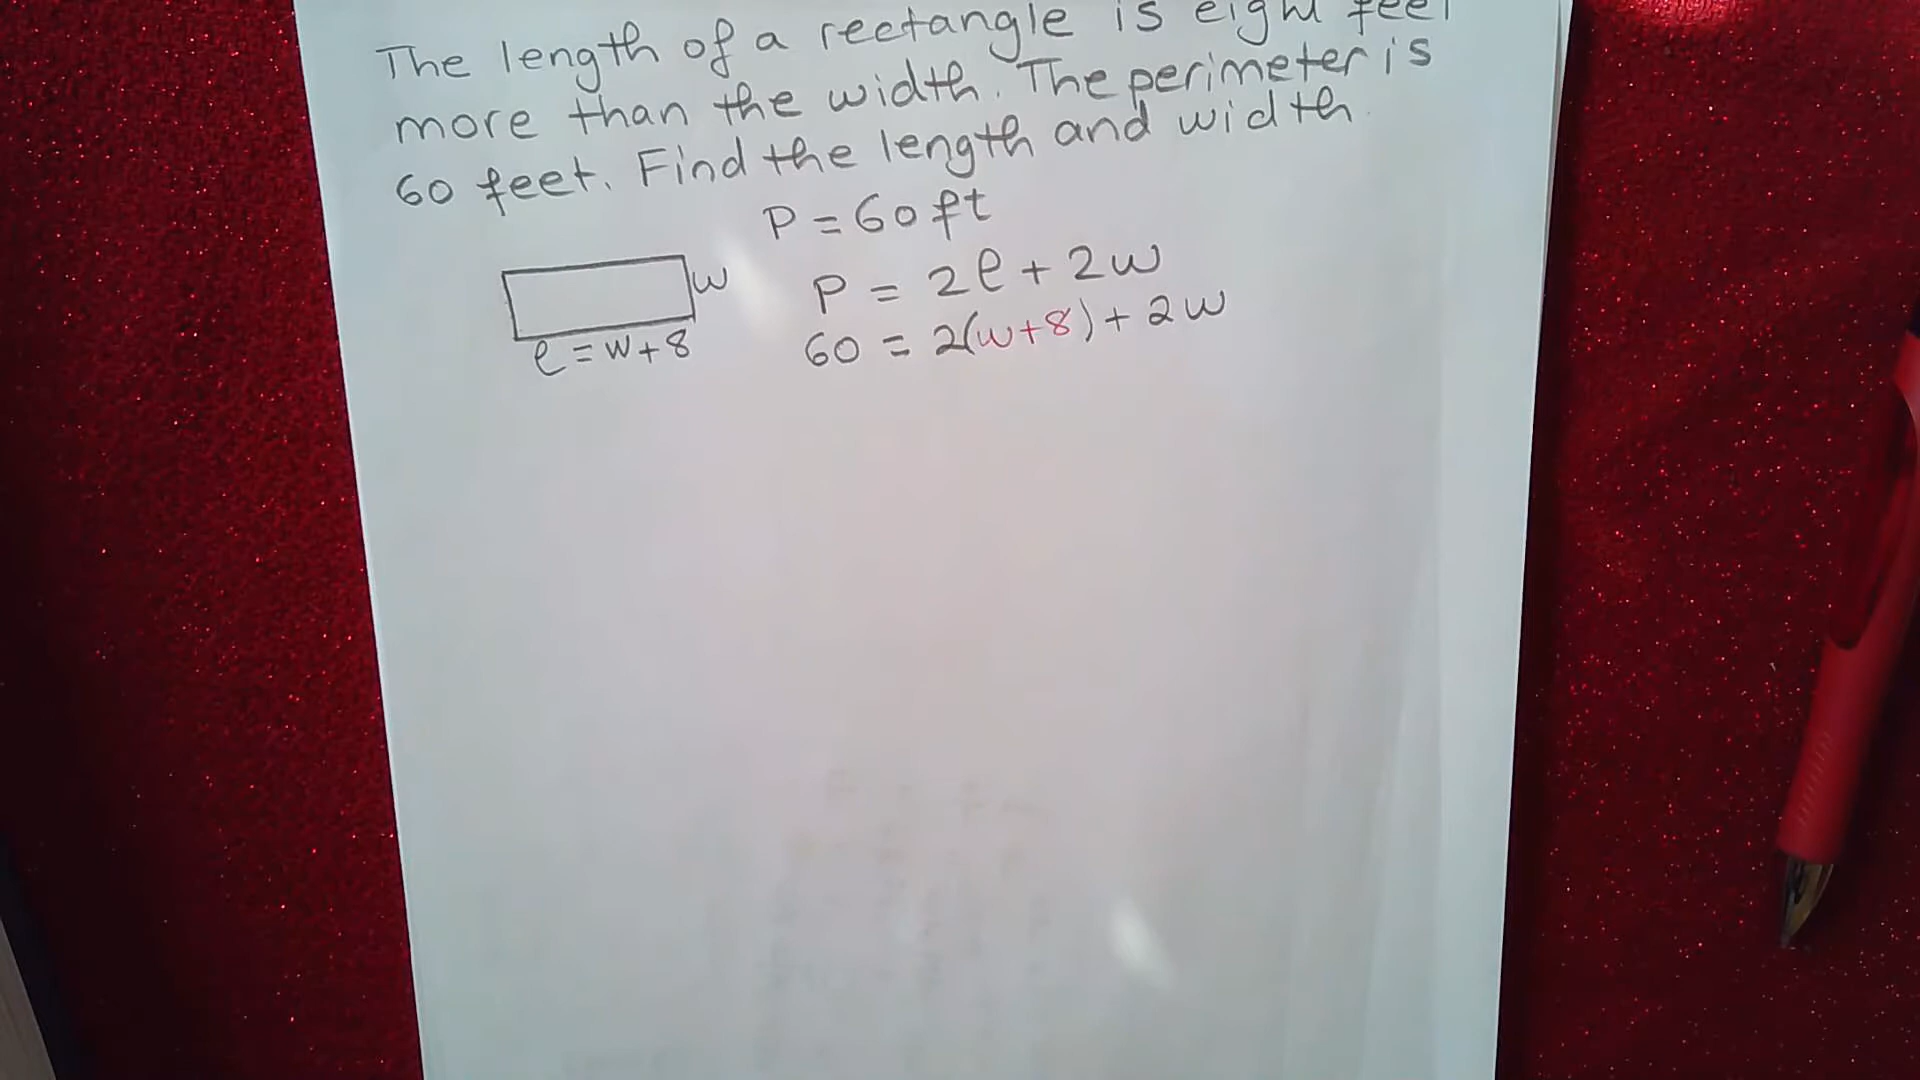 The length of a rectangle is eight feet
more than the width. The perimeter is
60 feet. Find the length and width.
P = 60 ft
w
P = 2l + 2w
l = w + 8
60 = 2(w+8) + 2w